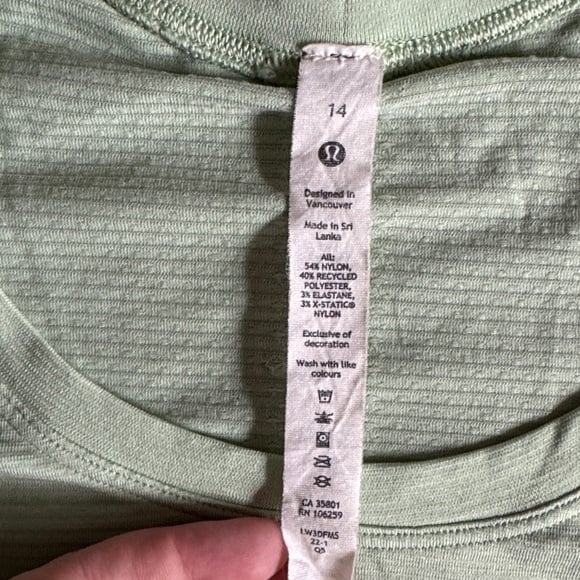 14
Designed in
Vancouver
Made in Sri
Lanka
All:
54% NYLON,
40% RECYCLED
POLYESTER,
3% ELASTANE,
3% X-STATIC®
NYLON
Exclusive of
decoration
Wash with like
colours
CA 35801
RN 106259
LW3DFMS
22-1
Q5